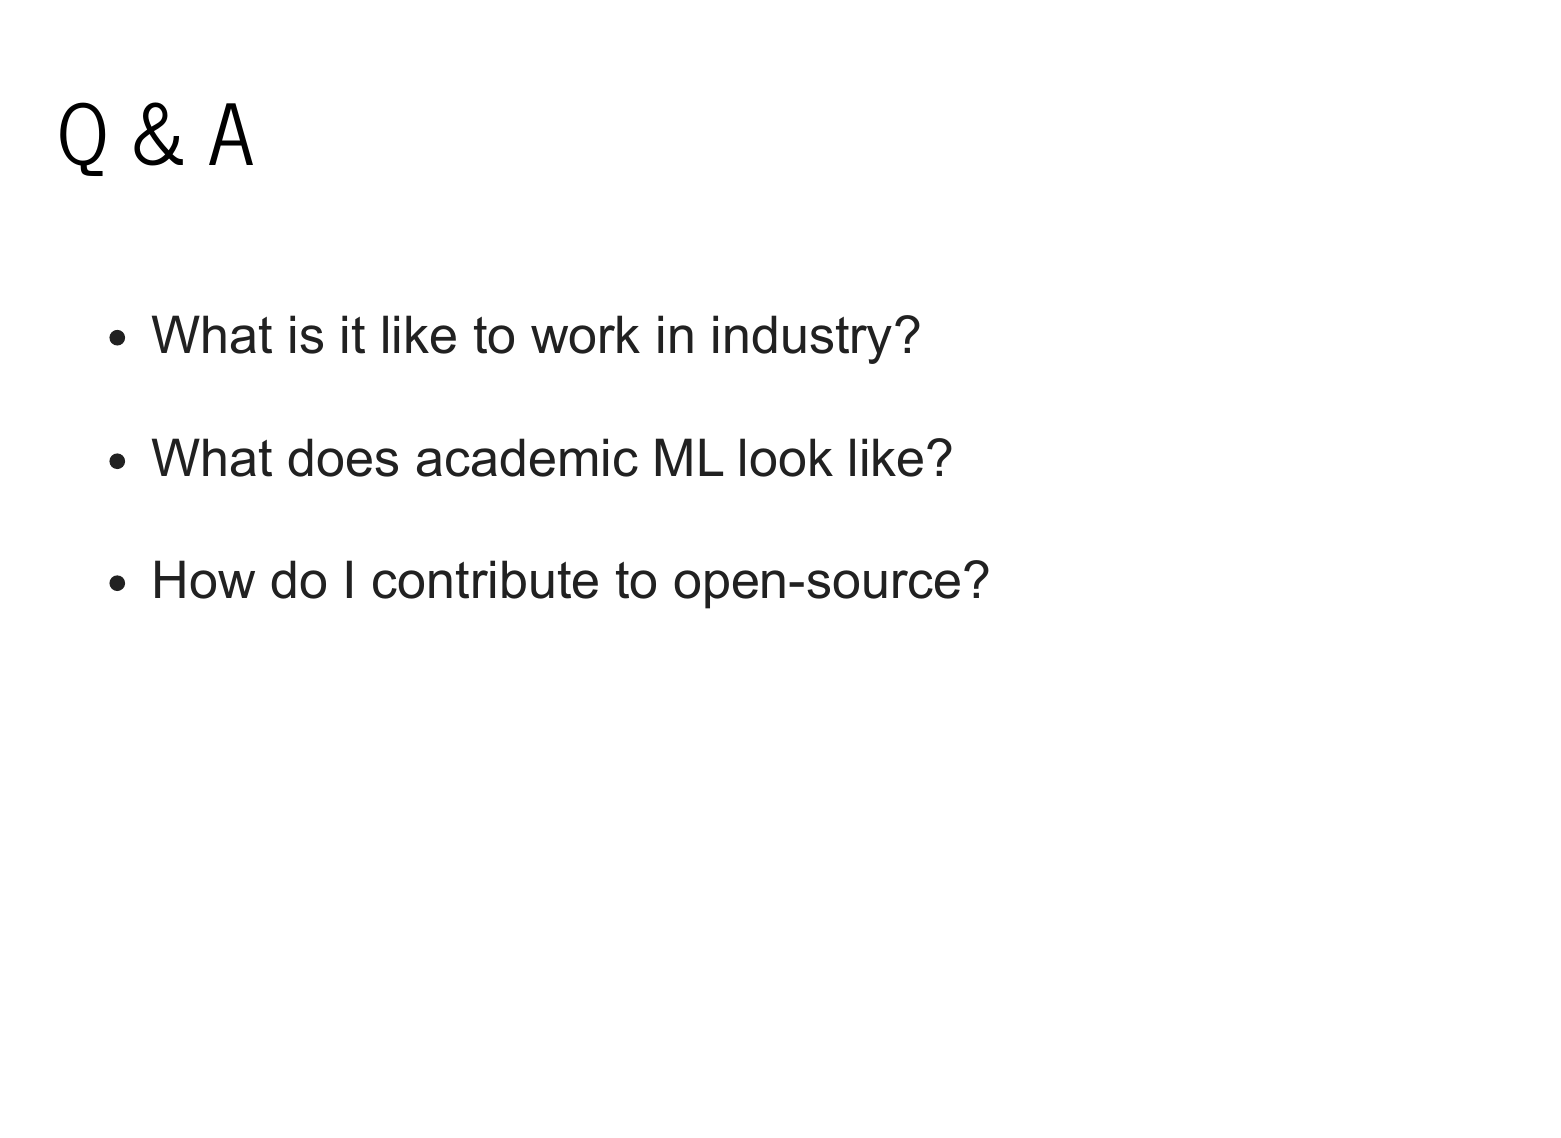 Q & A
• What is it like to work in industry?
• What does academic ML look like?
• How do I contribute to open-source?